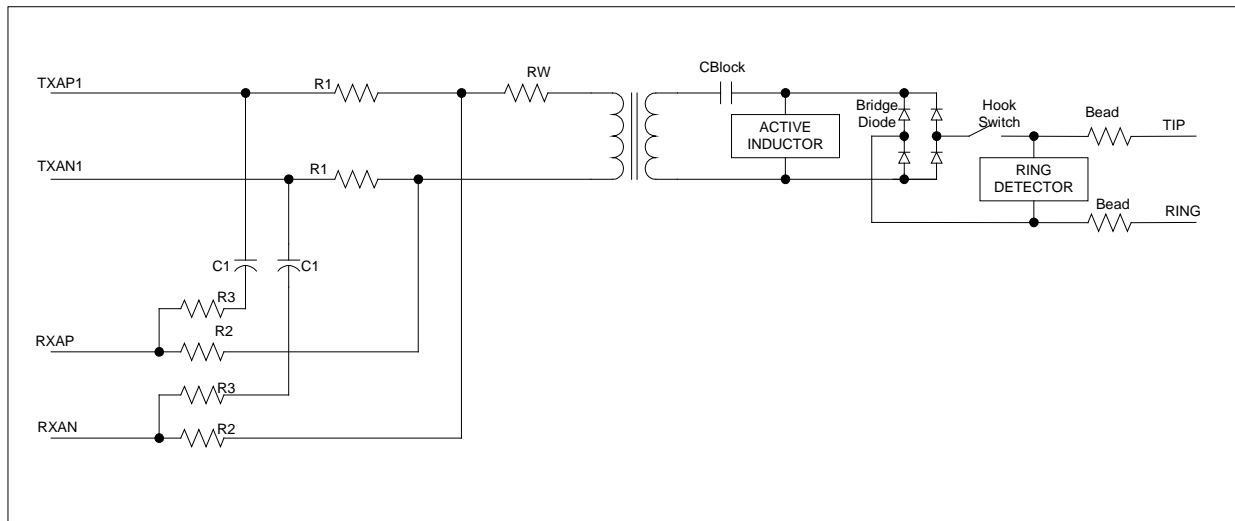 TXAP1
R1
RW
CBlock
Bridge
Diode
Hook
Switch
Bead
TIP
ACTIVE
INDUCTOR
TXAN1
R1
RING
DETECTOR
Bead
RING
C1
C1
R3
R2
RXAP
R3
RXAN
R2